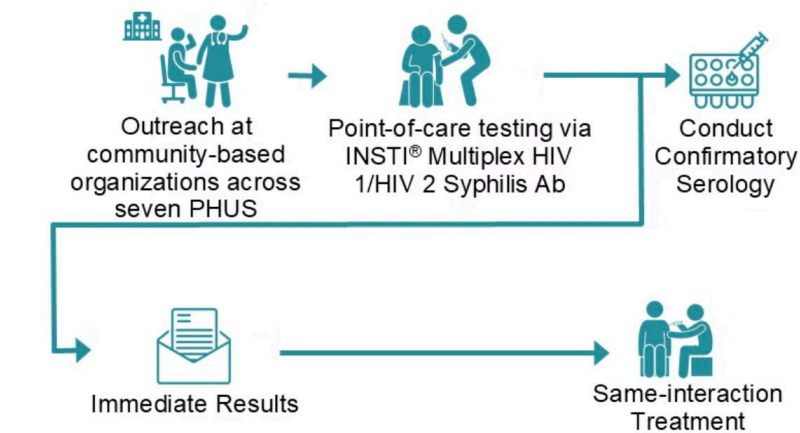 Outreach at
community-based
organizations across
seven PHUS
Point-of-care testing via
INSTI® Multiplex HIV
1/HIV 2 Syphilis Ab
Conduct
Confirmatory
Serology
Immediate Results
Same-interaction
Treatment